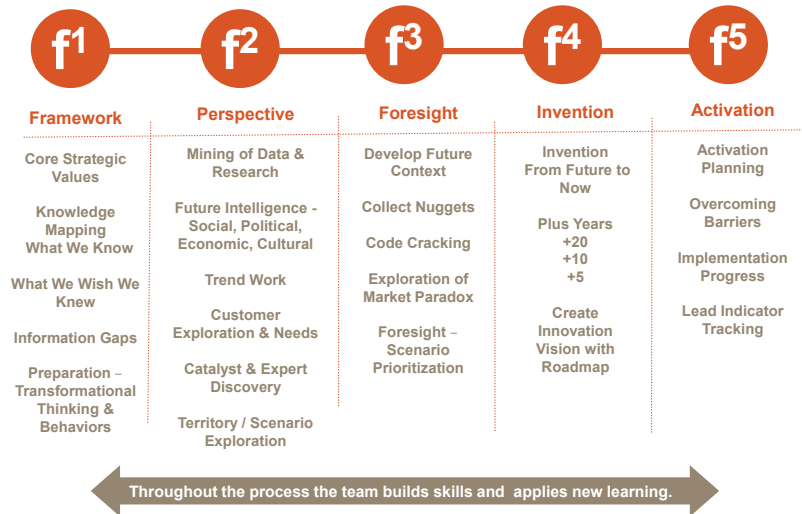 f1
f2
f3
f4
f5
Framework
Perspective
Foresight
Invention
Activation
Core Strategic
Values
Knowledge
Mapping
What We Know
What We Wish We
Knew
Information Gaps
Preparation –
Transformational
Thinking &
Behaviors
Mining of Data &
Research
Future Intelligence -
Social, Political,
Economic, Cultural
Trend Work
Customer
Exploration & Needs
Catalyst & Expert
Discovery
Territory / Scenario
Exploration
Develop Future
Context
Collect Nuggets
Code Cracking
Exploration of
Market Paradox
Foresight –
Scenario
Prioritization
Invention
From Future to
Now
Plus Years
+20
+10
+5
Create
Innovation
Vision with
Roadmap
Activation
Planning
Overcoming
Barriers
Implementation
Progress
Lead Indicator
Tracking
Throughout the process the team builds skills and applies new learning.